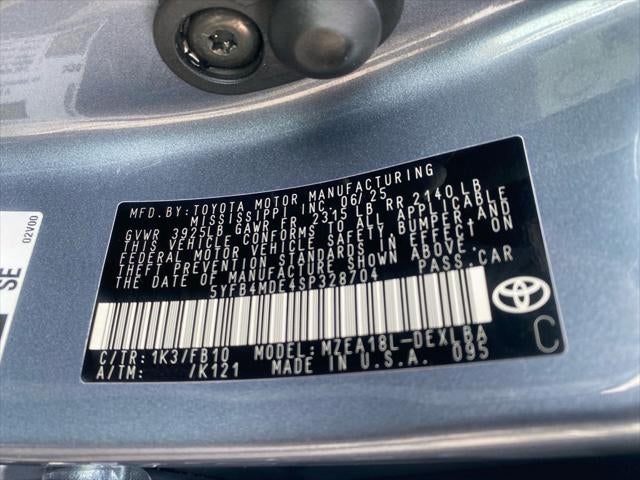 MFD.BY:TOYOTA MOTOR MANUFACTURING
MISSISSIPPI INC. 06/25
GVWR 3925LB GAWR FR 2315 LB, RR 2140 LB
THIS VEHICLE CONFORMS TO ALL APPLICABLE
FEDERAL MOTOR VEHICLE SAFETY, BUMPER, AND
THEFT PREVENTION STANDARDS IN EFFECT ON
THE DATE OF MANUFACTURE SHOWN ABOVE.
5YFB4MDE4SP328704 PASS.CAR
C/TR: 1K3/FB10 MODEL: MZEA18L-DEXLBA
A/TM: /K121 MADE IN U.S.A. 095
C
02V00
SE